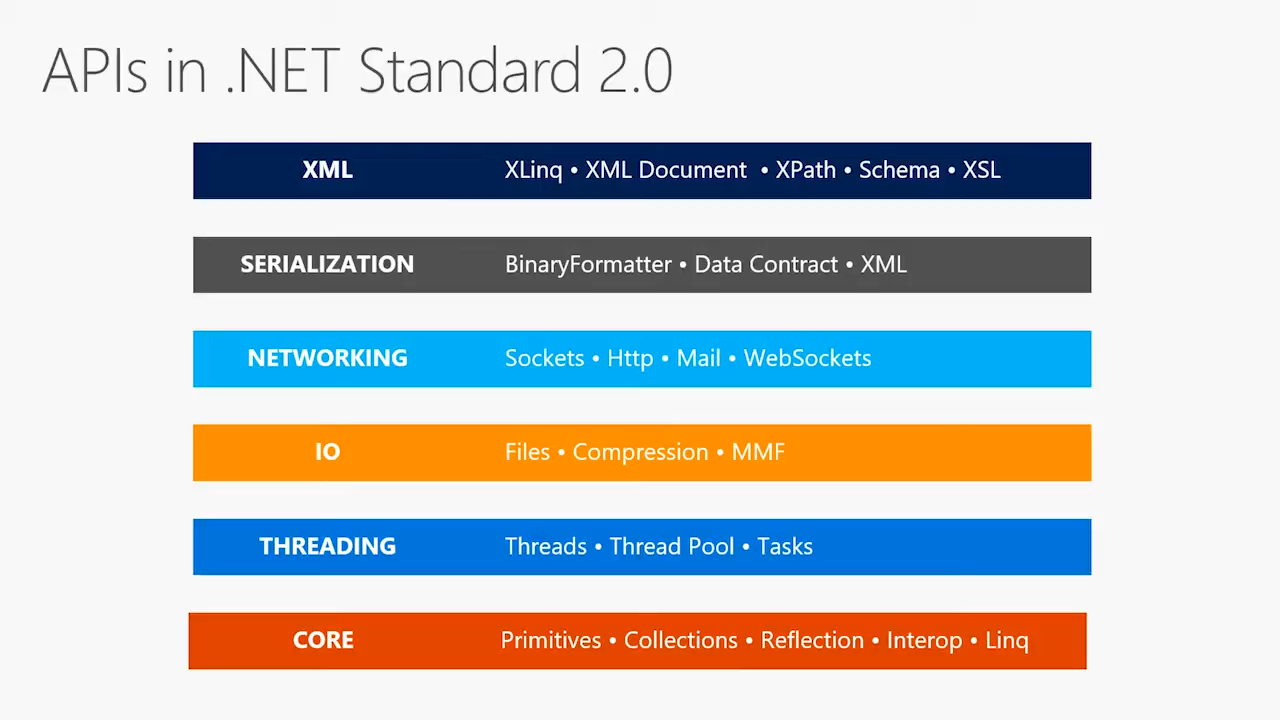 APIs in .NET Standard 2.0
XML XLinq • XML Document • XPath • Schema • XSL
SERIALIZATION BinaryFormatter • Data Contract • XML
NETWORKING Sockets • Http • Mail • WebSockets
IO Files • Compression • MMF
THREADING Threads • Thread Pool • Tasks
CORE Primitives • Collections • Reflection • Interop • Linq